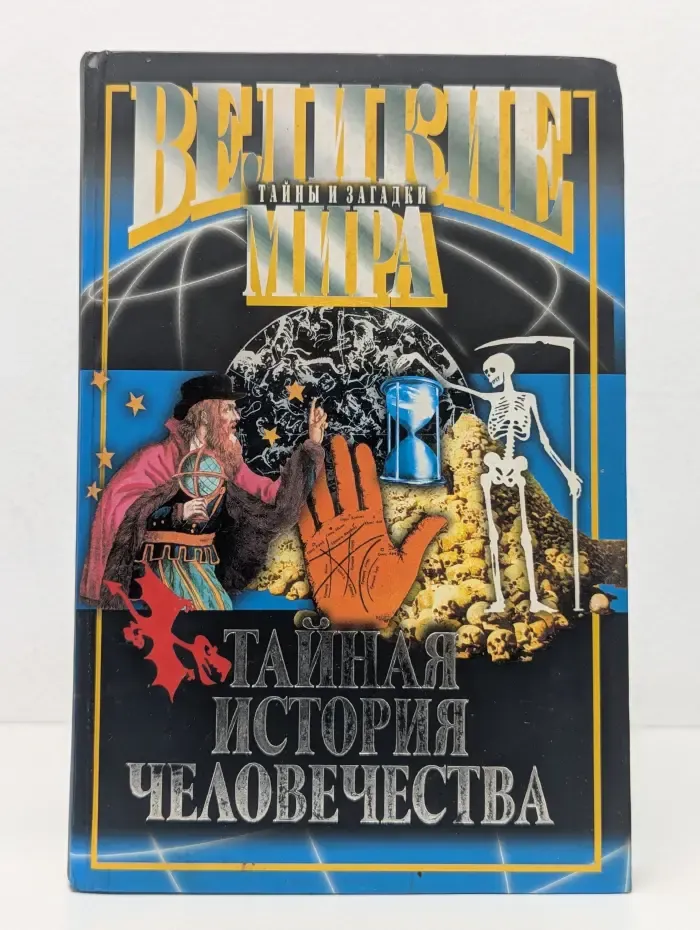 ВЕЛИКИЕ
ТАЙНЫ И ЗАГАДКИ
МИРА
ТАЙНАЯ
ИСТОРИЯ
ЧЕЛОВЕЧЕСТВА